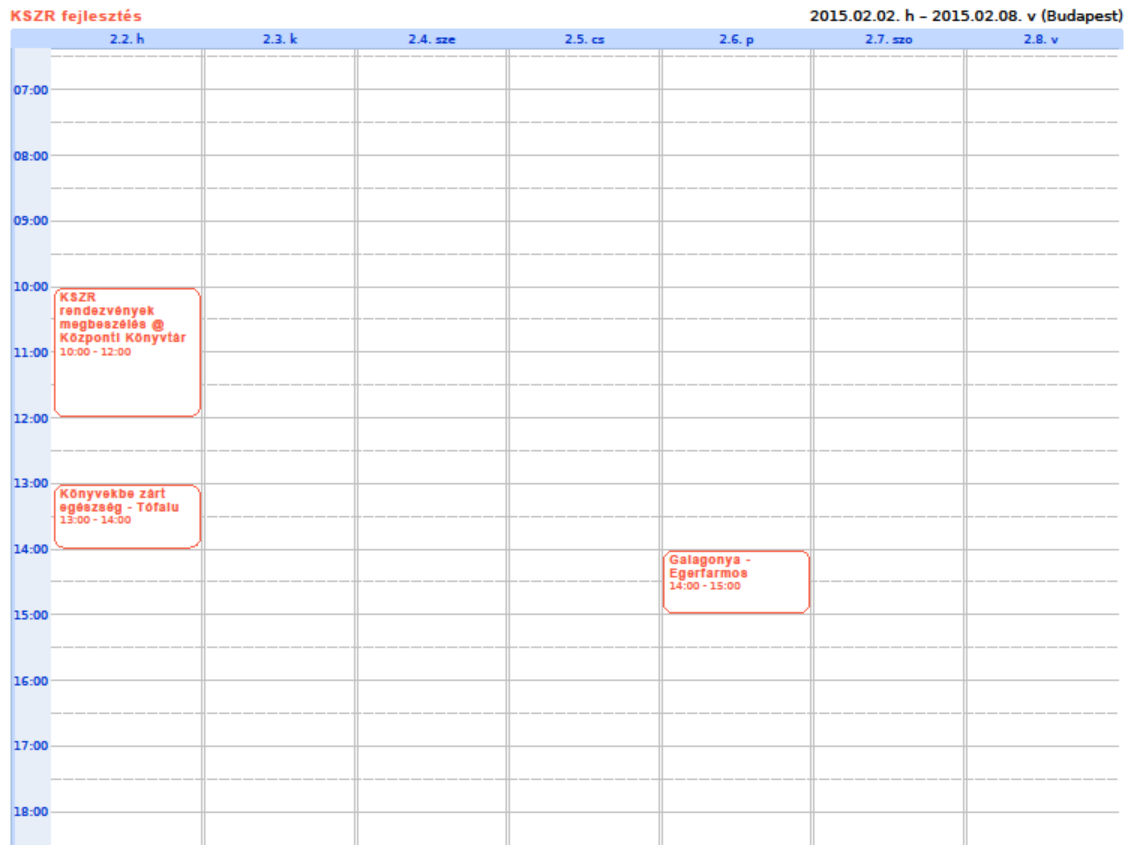 KSZR fejlesztés
2015.02.02. h – 2015.02.08. v (Budapest)
2.2. h 2.3. k 2.4. sze 2.5. cs 2.6. p 2.7. szo 2.8. v
07:00
08:00
09:00
10:00
KSZR
rendezvények
megbeszélés @
Központi Könyvtár
10:00 - 12:00
11:00
12:00
13:00
Könyvekbe zárt
egészség - Tófalu
13:00 - 14:00
14:00
Galagonya -
Egerfarmos
14:00 - 15:00
15:00
16:00
17:00
18:00